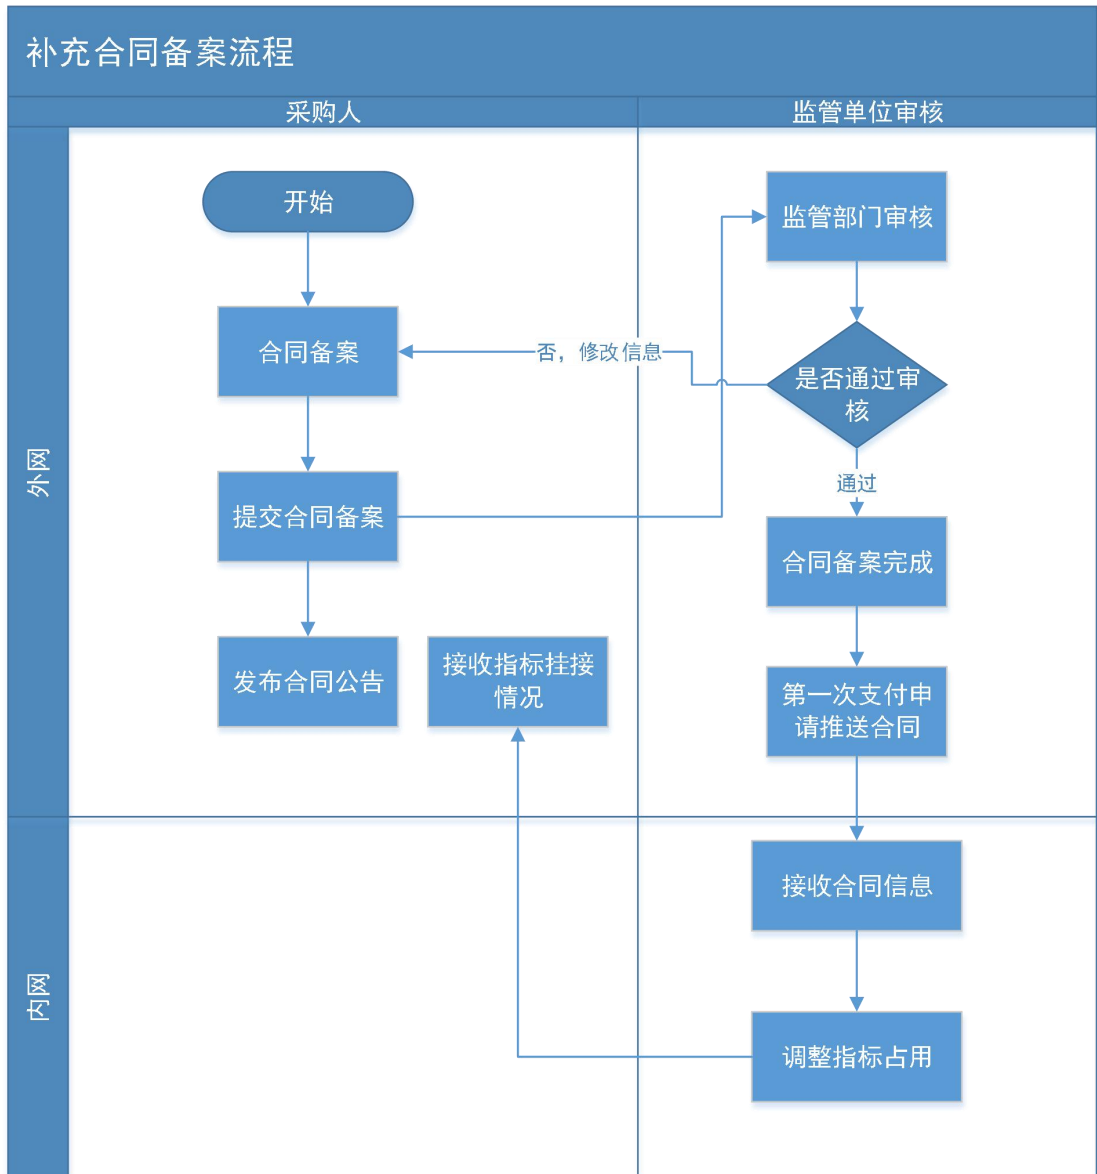 补充合同备案流程
采购人
监管单位审核
外网
开始
监管部门审核
合同备案
否，修改信息
是否通过审
核
通过
提交合同备案
合同备案完成
发布合同公告
接收指标挂接
情况
第一次支付申
请推送合同
内网
接收合同信息
调整指标占用